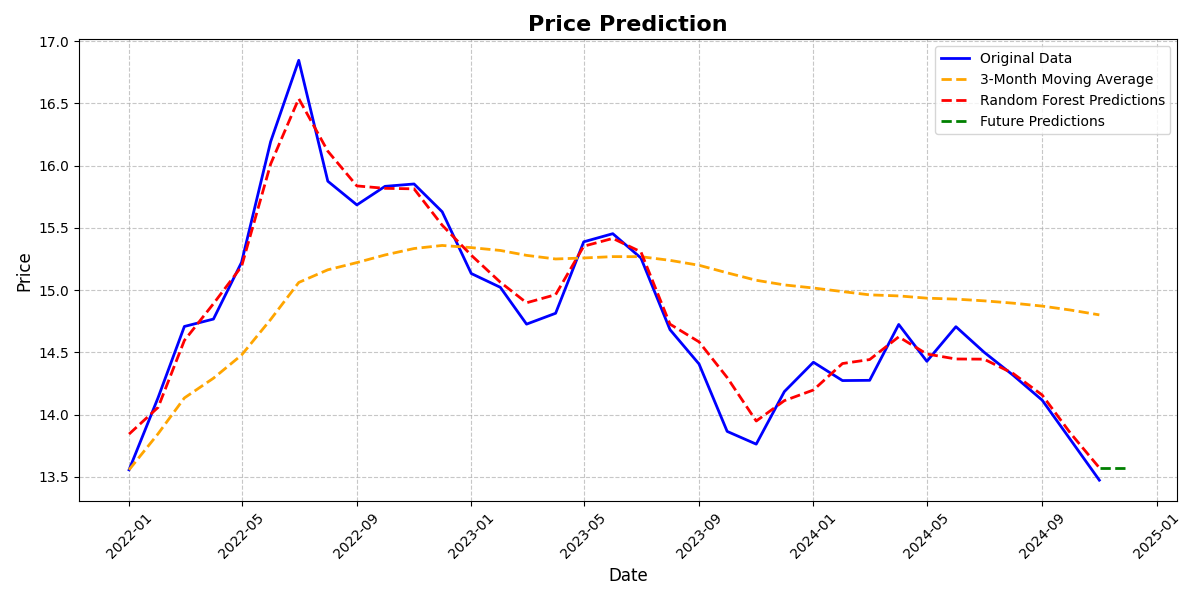 Price Prediction
17.0
16.5
16.0
15.5
15.0
14.5
14.0
13.5
Price
Original Data
3-Month Moving Average
Random Forest Predictions
Future Predictions
2022-01
2022-05
2022-09
2023-01
2023-05
2023-09
2024-01
2024-05
2024-09
2025-01
Date